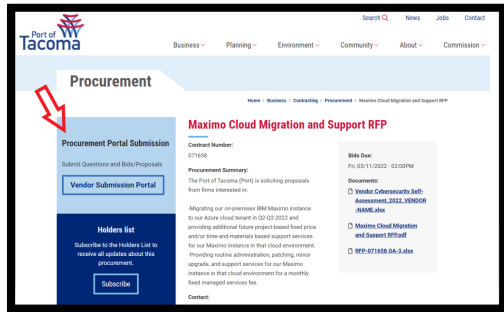 Search News Jobs Contact
Port of
Tacoma
Business Planning Environment Community About Commission
Procurement
Home › Business › Contracting › Procurement › Maximo Cloud Migration and Support RFP
Procurement Portal Submission
Submit Questions and Bids/Proposals
Vendor Submission Portal
Holders list
Subscribe to the Holders List to
receive all updates about this
procurement.
Subscribe
Maximo Cloud Migration and Support RFP
Contract Number:
071658
Procurement Summary:
The Port of Tacoma (Port) is soliciting proposals
from firms interested in:
-Migrating our on-premises IBM Maximo instance
to our Azure cloud tenant in Q2-Q3 2022 and
providing additional future project-based fixed price
and/or time-and-materials based support services
for our Maximo instance in that cloud environment.
-Providing routine administration, patching, minor
upgrade, and support services for our Maximo
instance in that cloud environment for a monthly
fixed managed services fee.
Contact:
Bids Due:
Fri, 03/11/2022 - 02:00PM
Documents:
Vendor Cybersecurity Self-
Assessment_2022_VENDOR
-NAME.xlsx
Maximo Cloud Migration
and Support RFP.pdf
RFP-071658 QA-3.xlsx